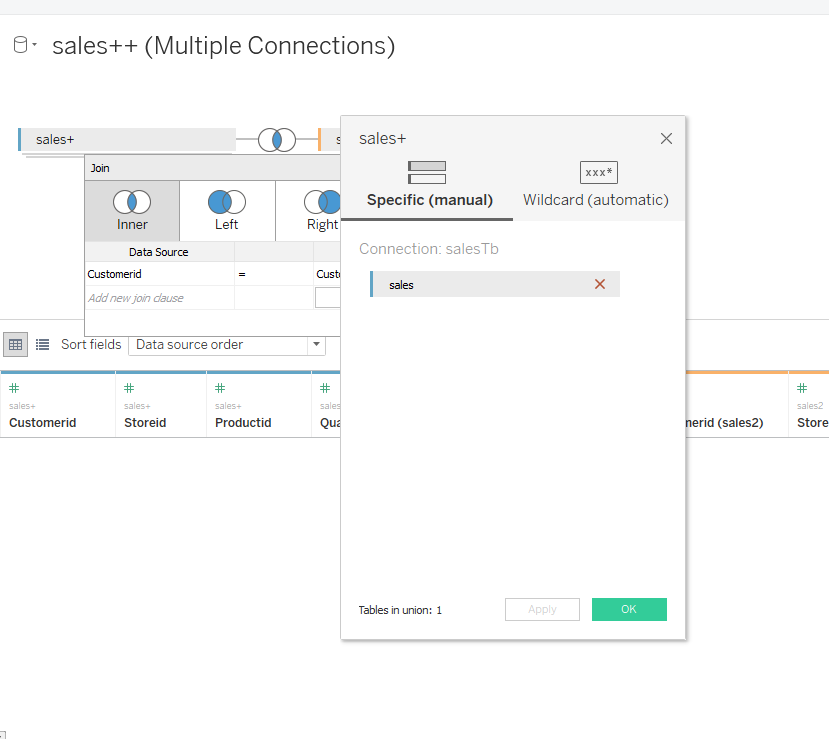 sales++ (Multiple Connections)
sales+
s
Join
Inner
Left
Right
Data Source
Customerid
=
Custo
Add new join clause
sales+
Specific (manual)
xxx*
Wildcard (automatic)
Connection: salesTb
sales
Tables in union: 1
Apply
OK
Sort fields
Data source order
sales+
Customerid
sales+
Storeid
sales+
Productid
sales
Qua
merid (sales2)
sales2
Store